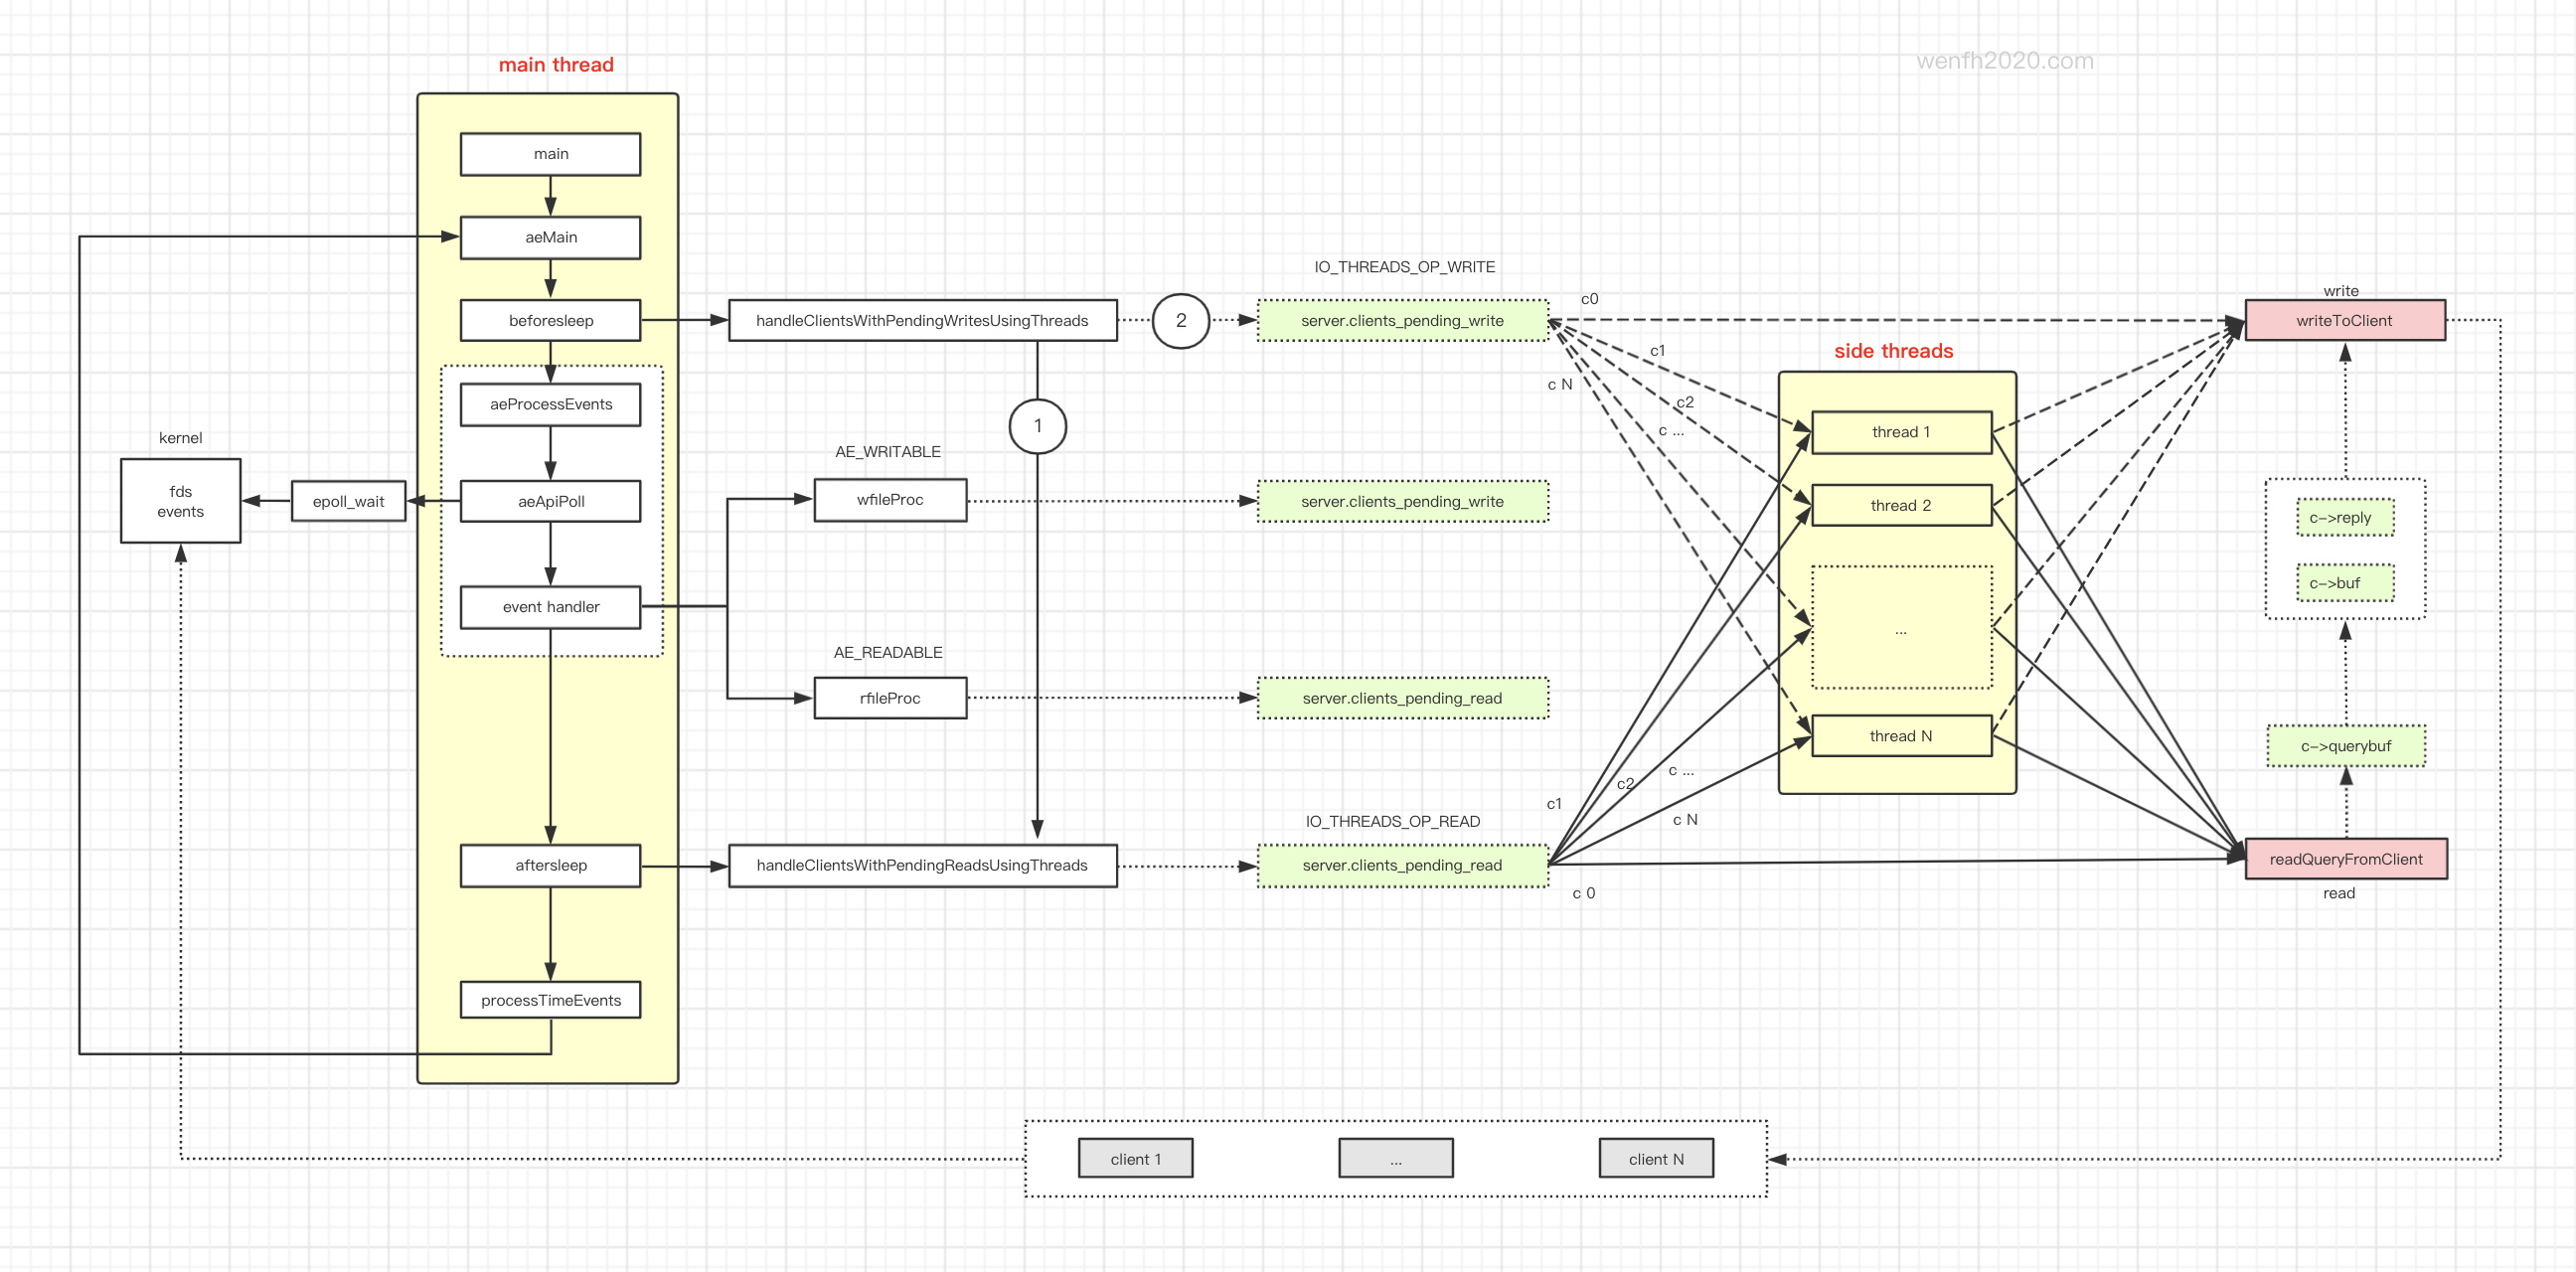 wenfh2020.com
main thread
main
aeMain
beforesleep
aeProcessEvents
aeApiPoll
event handler
aftersleep
processTimeEvents
kernel
fds
events
epoll_wait
handleClientsWithPendingWritesUsingThreads
2
1
AE_WRITABLE
wfileProc
AE_READABLE
rfileProc
handleClientsWithPendingReadsUsingThreads
IO_THREADS_OP_WRITE
server.clients_pending_write
server.clients_pending_write
server.clients_pending_read
IO_THREADS_OP_READ
server.clients_pending_read
c0
c1
c N
c2
c ...
c ...
c2
c1
c N
c 0
side threads
thread 1
thread 2
...
thread N
write
writeToClient
c->reply
c->buf
c->querybuf
readQueryFromClient
read
client 1
...
client N